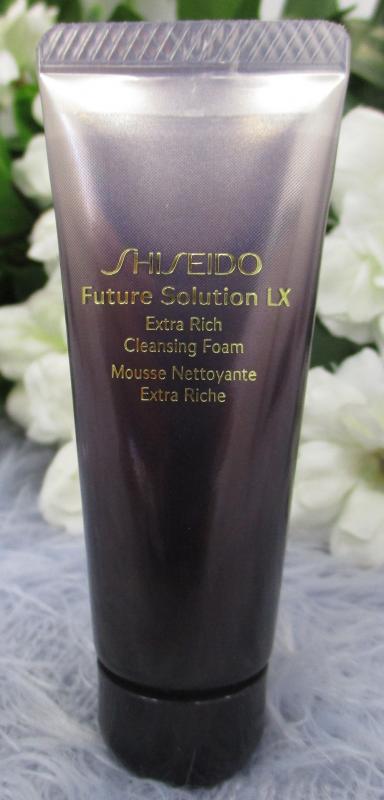 SHISEIDO
Future Solution LX
Extra Rich
Cleansing Foam
Mousse Nettoyante
Extra Riche